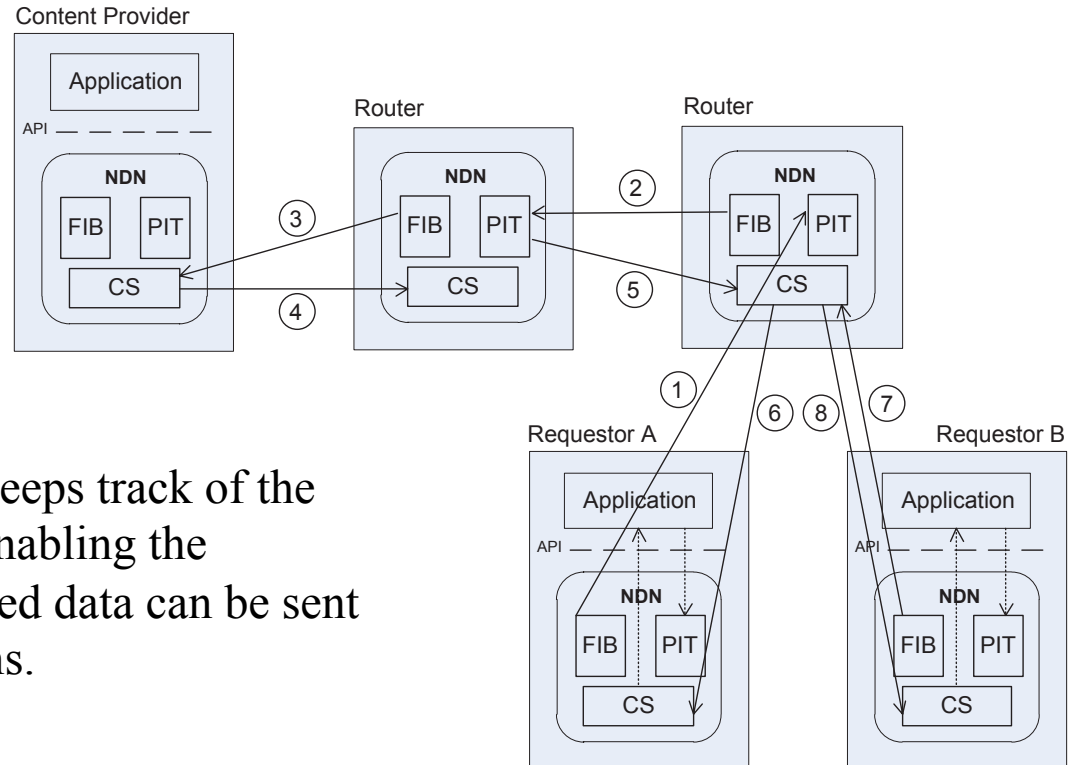 Content Provider
Application
API
NDN
FIB
PIT
CS
Router
NDN
FIB
PIT
CS
Router
NDN
FIB
PIT
CS
3
2
4
5
1
6
8
7
Requestor A
Application
API
NDN
FIB
PIT
CS
Requestor B
Application
API
NDN
FIB
PIT
CS
eeps track of the
nabling the
ed data can be sent
ns.